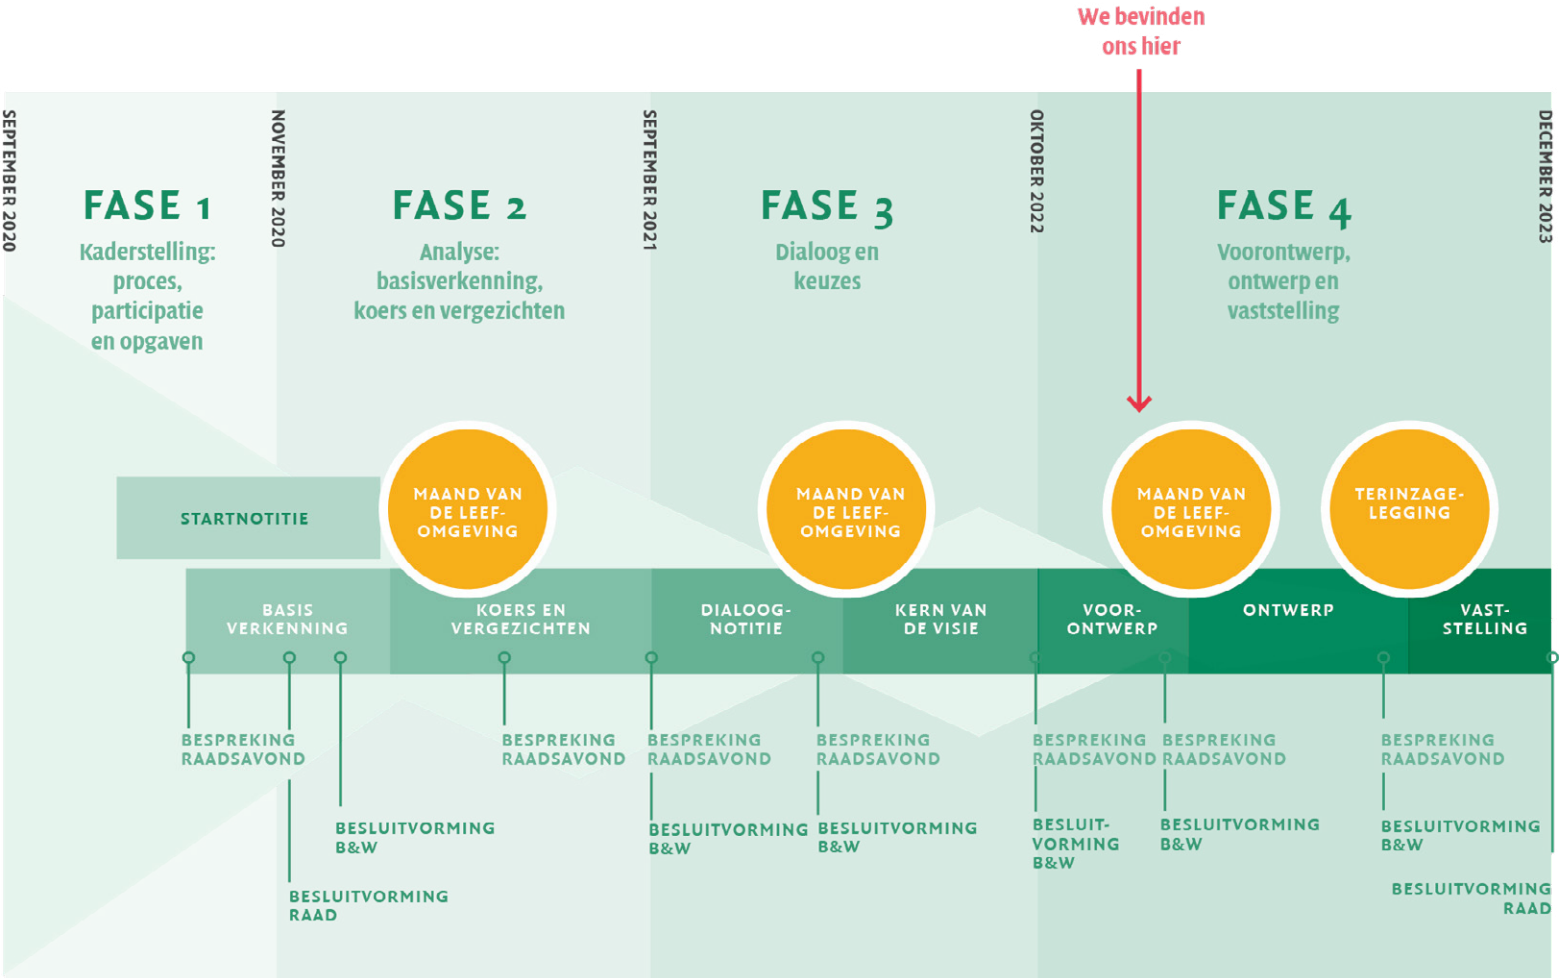 We bevinden
ons hier
SEPTEMBER 2020
NOVEMBER 2020
SEPTEMBER 2021
OKTOBER 2022
DECEMBER 2023
FASE 1
Kaderstelling:
proces,
participatie
en opgaven
FASE 2
Analyse:
basisverkenning,
koers en vergezichten
FASE 3
Dialoog en
keuzes
FASE 4
Voorontwerp,
ontwerp en
vaststelling
STARTNOTITIE
MAAND VAN
DE LEEF-
OMGEVING
MAAND VAN
DE LEEF-
OMGEVING
MAAND VAN
DE LEEF-
OMGEVING
TERINZAGE-
LEGGING
BASIS
VERKENNING
KOERS EN
VERGEZICHTEN
DIALOOG-
NOTITIE
KERN VAN
DE VISIE
VOOR-
ONTWERP
ONTWERP
VAST-
STELLING
BESPREKING
RAADSAVOND
BESPREKING
RAADSAVOND
BESPREKING
RAADSAVOND
BESPREKING
RAADSAVOND
BESPREKING
RAADSAVOND
BESPREKING
RAADSAVOND
BESPREKING
RAADSAVOND
BESLUITVORMING
B&W
BESLUITVORMING
B&W
BESLUITVORMING
B&W
BESLUIT-
VORMING
B&W
BESLUITVORMING
B&W
BESLUITVORMING
B&W
BESLUITVORMING
RAAD
BESLUITVORMING
RAAD